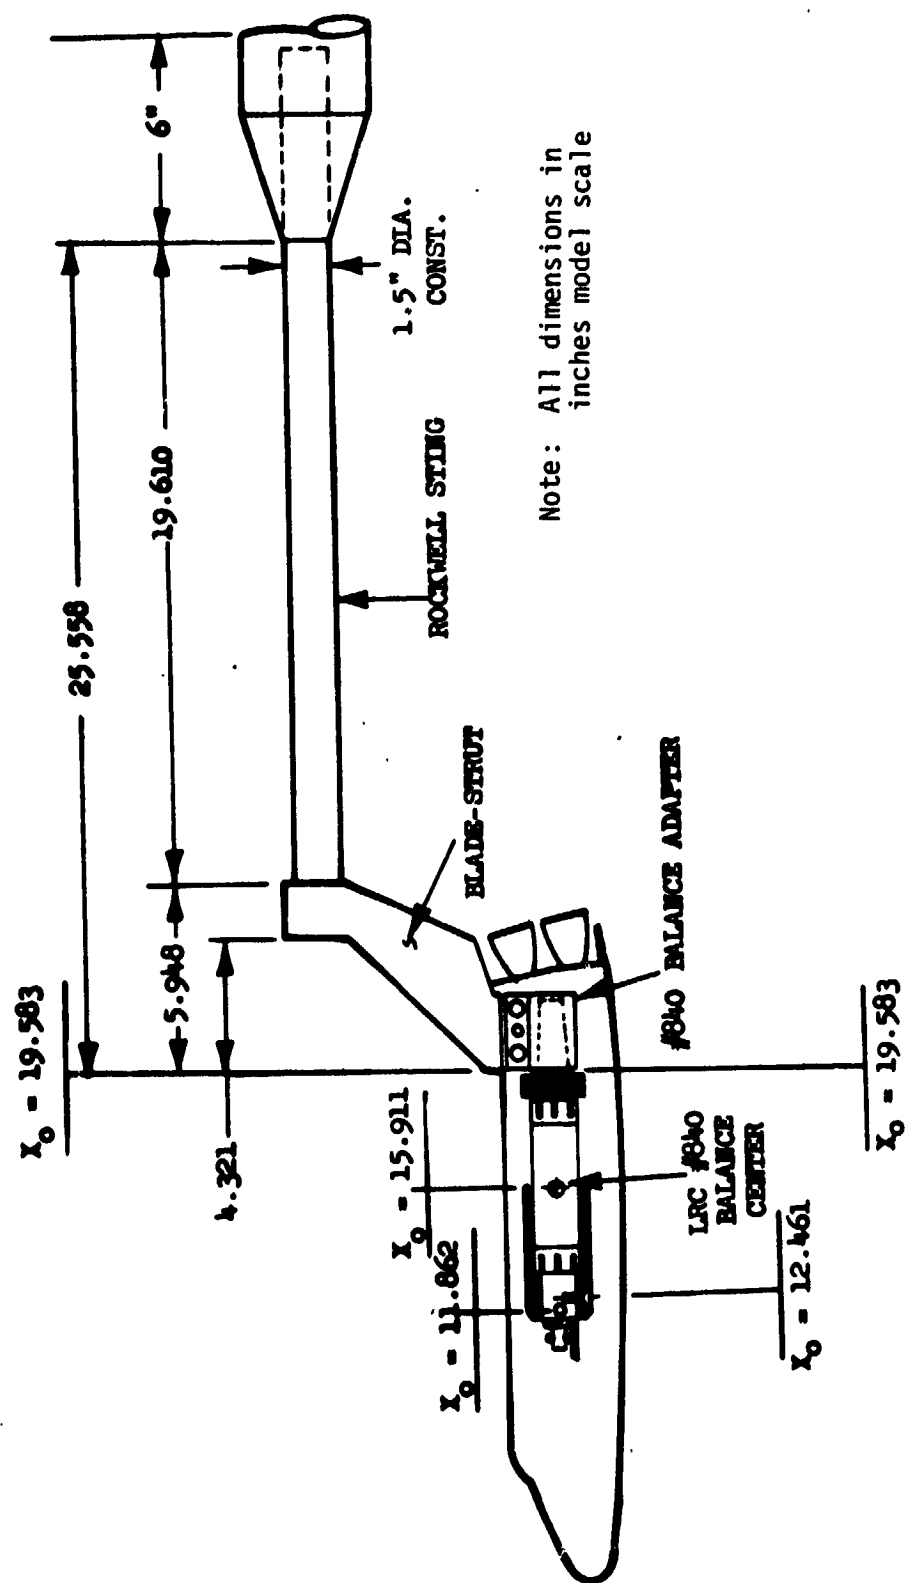 X₀ = 19.583
25.558
5.948
19.610
6"
4.321
X₀ = 15.911
X₀ = 11.862
1.5" DIA.
CONST.
ROCKWELL STING
BLADE-STRUT
#840 BALANCE ADAPTER
LRC #840
BALANCE
CENTER
X₀ = 12.461
X₀ = 19.583
Note: All dimensions in
inches model scale